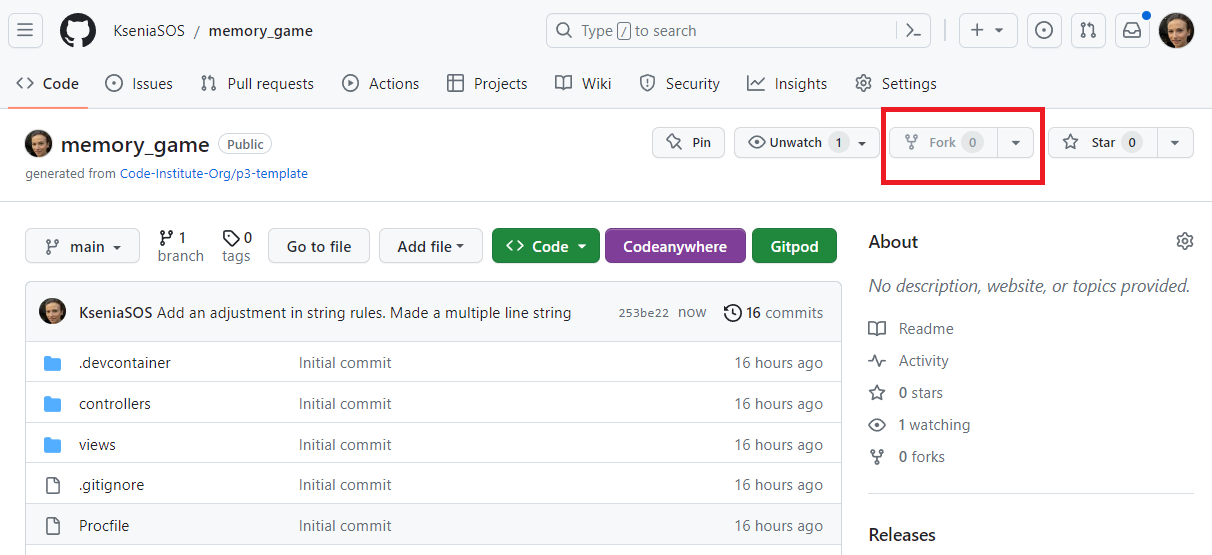 KseniaSOS / memory_game
Type / to search
Code Issues Pull requests Actions Projects Wiki Security Insights Settings
memory_game Public Pin Unwatch 1 Fork 0 Star 0
generated from Code-Institute-Org/p3-template
main 1 branch 0 tags Go to file Add file Code Codeanywhere Gitpod
KseniaSOS Add an adjustment in string rules. Made a multiple line string 253be22 now 16 commits
.devcontainer Initial commit 16 hours ago
controllers Initial commit 16 hours ago
views Initial commit 16 hours ago
.gitignore Initial commit 16 hours ago
Procfile Initial commit 16 hours ago
About
No description, website, or topics provided.
Readme
Activity
0 stars
1 watching
0 forks
Releases